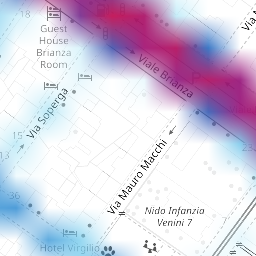 18
Guest
House
Brianza
Room
Viale Brianza
Via Soperga
15
13
Via Mauro Macchi
36
Nido Infanzia
Venini 7
Hotel Virgilio